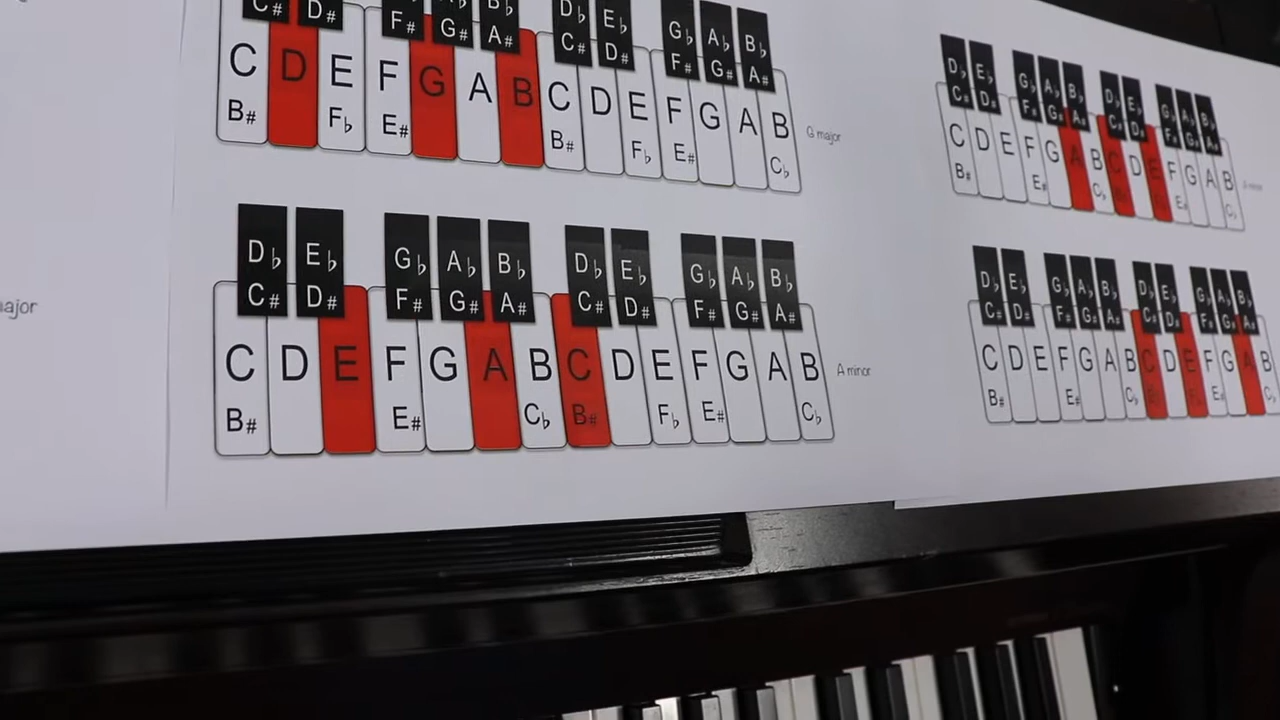 C# D# F# G# A# D♭ E♭ G♭ A♭ B♭
C# D# F# G# A#
C D E F G A B C D E F G A B
B# F♭ E# B# F♭ E# C♭
G major
D♭ E♭ G♭ A♭ B♭ D♭ E♭ G♭ A♭ B♭
C# D# F# G# A# C# D# F# G# A#
C D E F G A B C D E F G A B
B# E# C♭ B# F♭ E# C♭
A minor
ajor
D♭ E♭ G♭ A♭ B♭ D♭ E♭ G♭ A♭ B♭
C# D# F# G# A# C# D# F# G# A#
C D E F G A B C D E F G A B
B# E# C♭ E# C♭
D♭ E♭ G♭ A♭ B♭ D♭ E♭ G♭ A♭ B♭
C# D# F# G# A# C# D# F# G# A#
C D E F G A B C D E F G A B
B# E# C♭ E# C♭